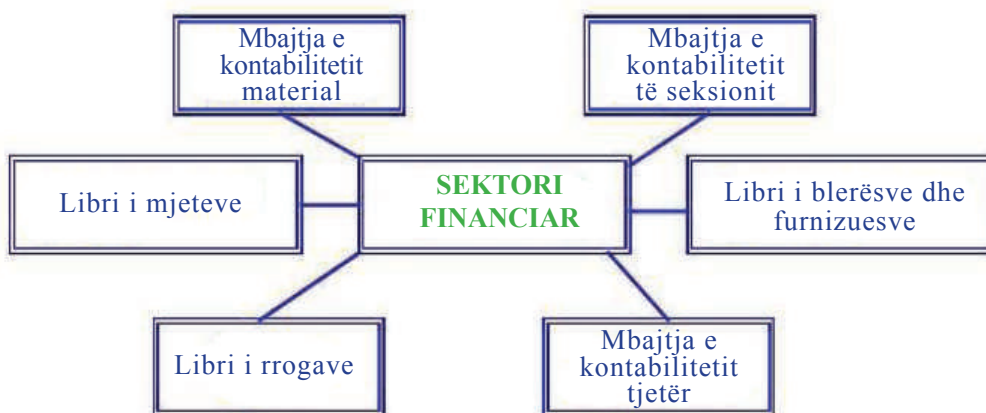 Mbajtja e
kontabilitetit
material
Mbajtja e
kontabilitetit
të seksionit
Libri i mjeteve
SEKTORI
FINANCIAR
Libri i blerësve dhe
furnizuesve
Libri i rrogave
Mbajtja e
kontabilitetit
tjetër